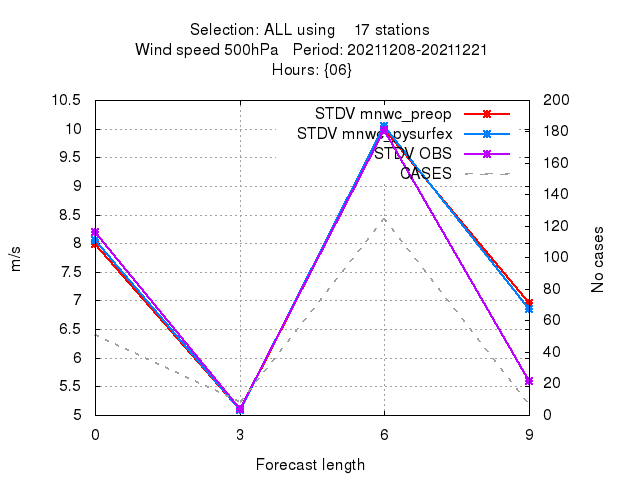 Selection: ALL using    17 stations
Wind speed 500hPa   Period: 20211208-20211221
Hours: {06}
STDV mnwc_preop
STDV mnwc_pysurfex
STDV OBS
CASES
10.5
10
9.5
9
8.5
8
7.5
7
6.5
6
5.5
5
m/s
200
180
160
140
120
100
80
60
40
20
0
No cases
0 3 6 9
Forecast length